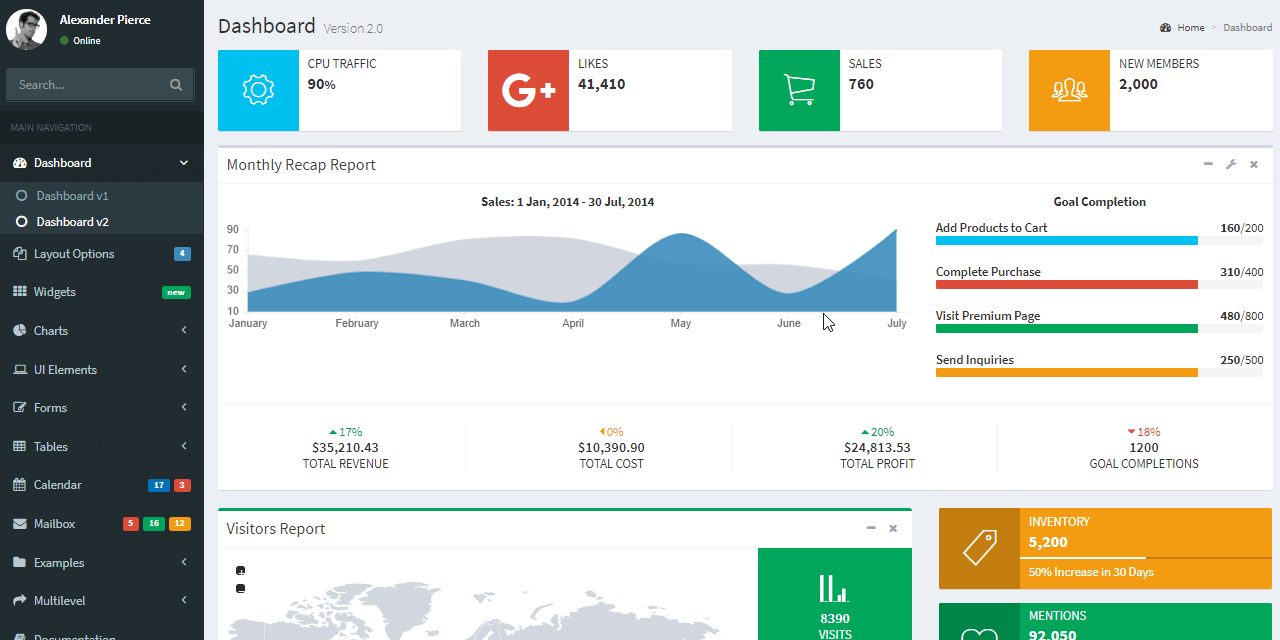 Alexander Pierce
Online
Search...
MAIN NAVIGATION
Dashboard
Dashboard v1
Dashboard v2
Layout Options 4
Widgets new
Charts
UI Elements
Forms
Tables
Calendar 17 3
Mailbox 5 16 12
Examples
Multilevel
Documentation
Dashboard Version 2.0
Home > Dashboard
CPU TRAFFIC
90%
G+
LIKES
41,410
SALES
760
NEW MEMBERS
2,000
Monthly Recap Report
Sales: 1 Jan, 2014 - 30 Jul, 2014
90
70
50
30
10
January February March April May June July
Goal Completion
Add Products to Cart 160/200
Complete Purchase 310/400
Visit Premium Page 480/800
Send Inquiries 250/500
17%
$35,210.43
TOTAL REVENUE
0%
$10,390.90
TOTAL COST
20%
$24,813.53
TOTAL PROFIT
18%
1200
GOAL COMPLETIONS
Visitors Report
8390
VISITS
INVENTORY
5,200
50% Increase in 30 Days
MENTIONS
92,050